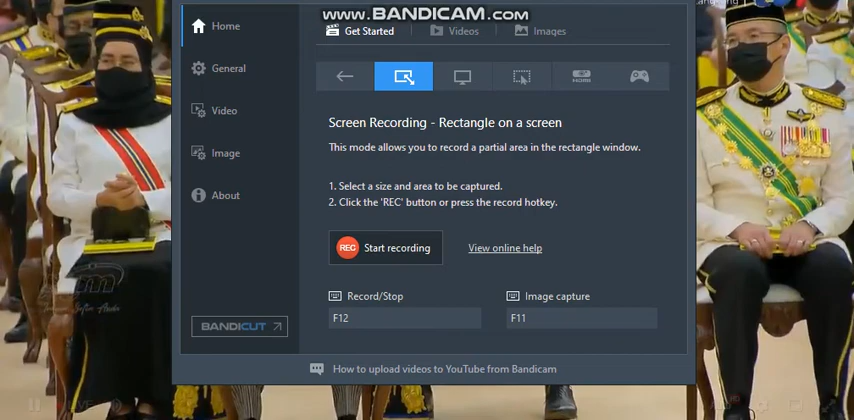 www.BANDICAM.com
Home
Get Started
Videos
Images
General
HDMI
Screen Recording - Rectangle on a screen
Video
This mode allows you to record a partial area in the rectangle window.
Image
1. Select a size and area to be captured.
About
2. Click the 'REC' button or press the record hotkey.
REC
Start recording
View online help
Record/Stop
Image capture
F12
F11
BANDICUT
How to upload videos to YouTube from Bandicam